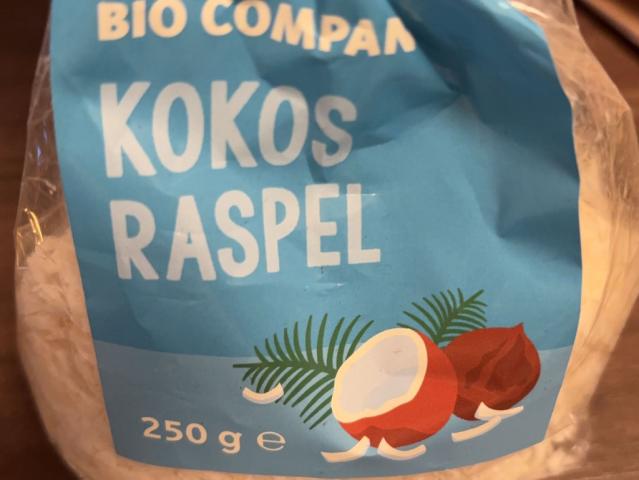 BIO COMPAN
KOKOS
RASPEL
250 g ℮